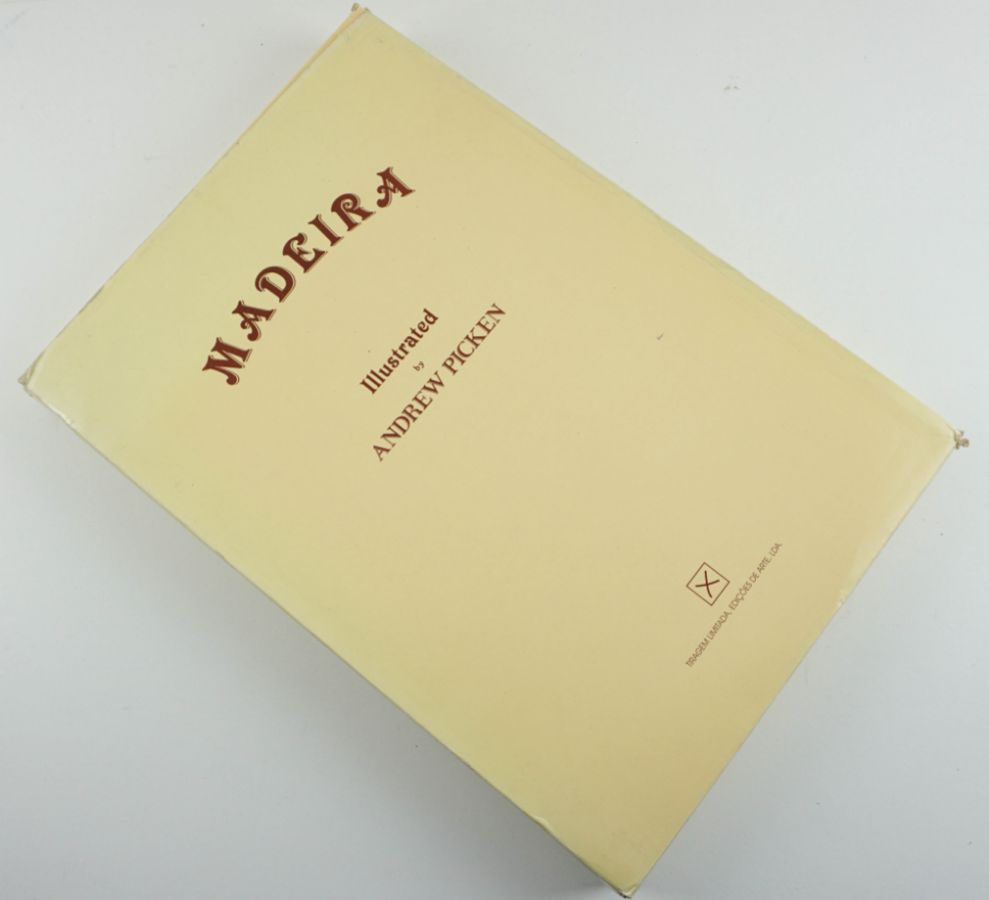 MADEIRA
Illustrated
by
ANDREW PICKEN
TIRAGEM LIMITADA, EDIÇÕES DE ARTE, LDA.